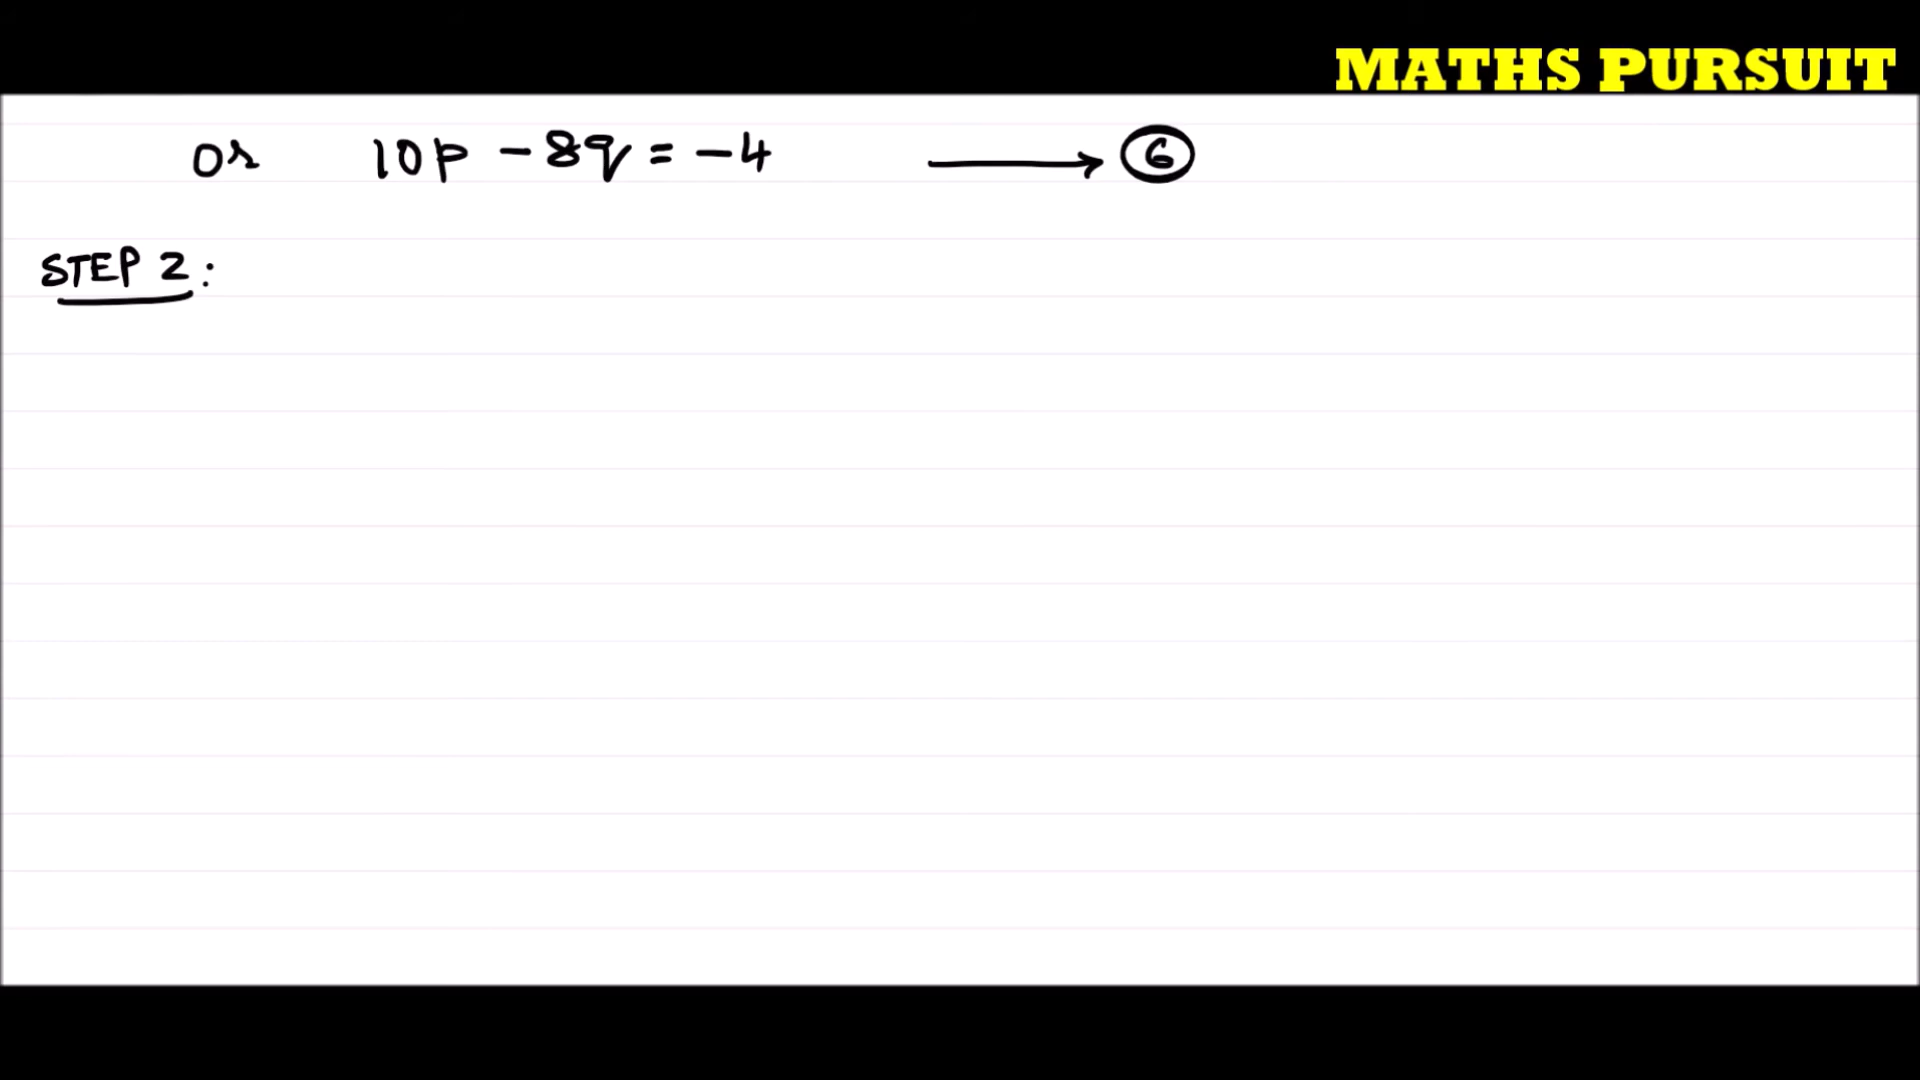 MATHS PURSUIT
Or 10p - 8q = -4 → 6
STEP 2: